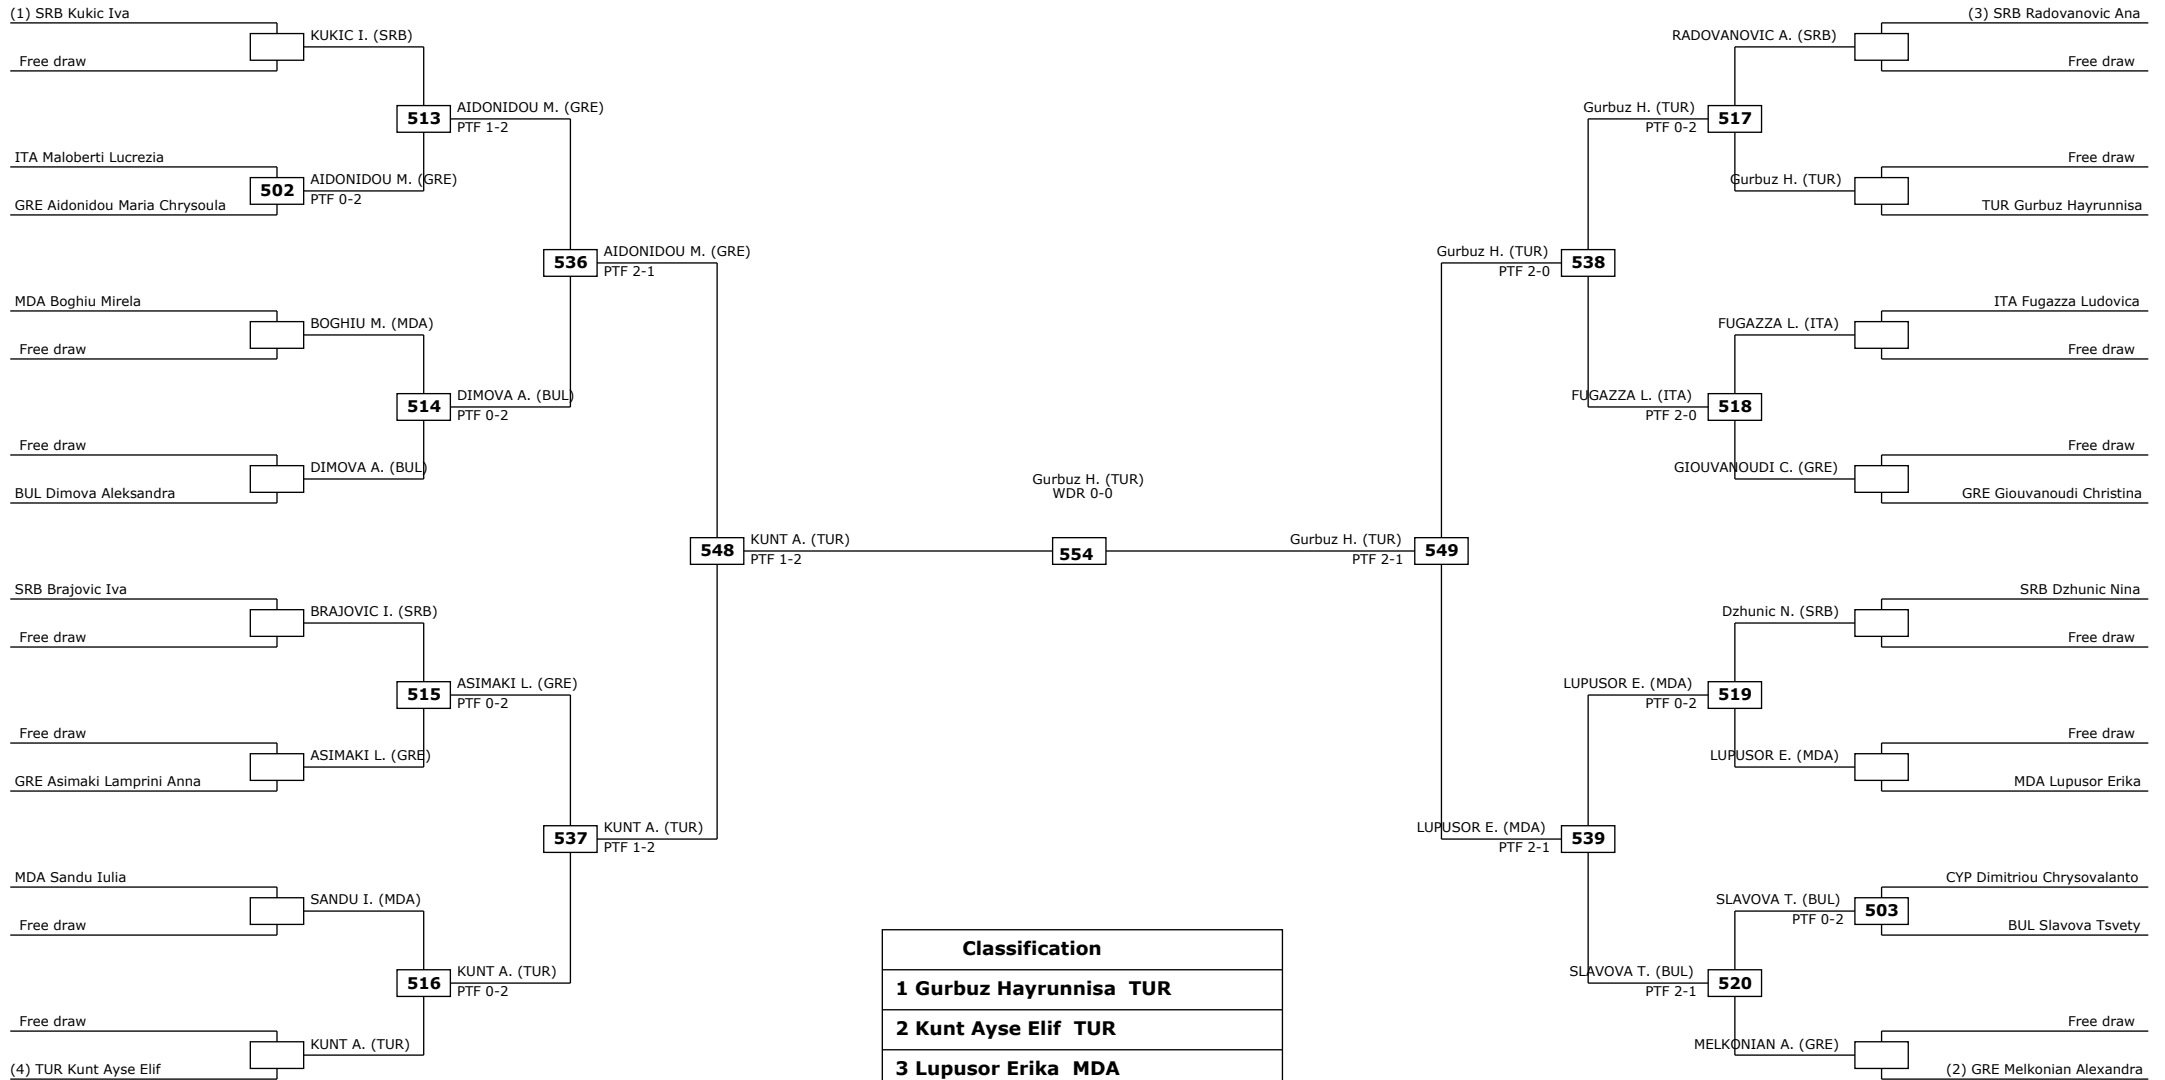 (1) SRB Kukic Iva
KUKIC I. (SRB)
Free draw
513
AIDONIDOU M. (GRE)
PTF 1-2
ITA Maloberti Lucrezia
502
AIDONIDOU M. (GRE)
PTF 0-2
GRE Aidonidou Maria Chrysoula
536
AIDONIDOU M. (GRE)
PTF 2-1
MDA Boghiu Mirela
BOGHIU M. (MDA)
Free draw
514
DIMOVA A. (BUL)
PTF 0-2
Free draw
DIMOVA A. (BUL)
BUL Dimova Aleksandra
548
KUNT A. (TUR)
PTF 1-2
SRB Brajovic Iva
BRAJOVIC I. (SRB)
Free draw
515
ASIMAKI L. (GRE)
PTF 0-2
Free draw
ASIMAKI L. (GRE)
GRE Asimaki Lamprini Anna
537
KUNT A. (TUR)
PTF 1-2
MDA Sandu Iulia
SANDU I. (MDA)
Free draw
516
KUNT A. (TUR)
PTF 0-2
Free draw
KUNT A. (TUR)
(4) TUR Kunt Ayse Elif
Gurbuz H. (TUR)
WDR 0-0
554
(3) SRB Radovanovic Ana
RADOVANOVIC A. (SRB)
Free draw
Gurbuz H. (TUR)
PTF 0-2
517
Free draw
Gurbuz H. (TUR)
TUR Gurbuz Hayrunnisa
Gurbuz H. (TUR)
PTF 2-0
538
ITA Fugazza Ludovica
FUGAZZA L. (ITA)
Free draw
FUGAZZA L. (ITA)
PTF 2-0
518
Free draw
GIOUVANOUDI C. (GRE)
GRE Giouvanoudi Christina
Gurbuz H. (TUR)
PTF 2-1
549
SRB Dzhunic Nina
Dzhunic N. (SRB)
Free draw
LUPUSOR E. (MDA)
PTF 0-2
519
Free draw
LUPUSOR E. (MDA)
MDA Lupusor Erika
LUPUSOR E. (MDA)
PTF 2-1
539
CYP Dimitriou Chrysovalanto
SLAVOVA T. (BUL)
PTF 0-2
503
BUL Slavova Tsvety
SLAVOVA T. (BUL)
PTF 2-1
520
Free draw
MELKONIAN A. (GRE)
(2) GRE Melkonian Alexandra
Classification
1 Gurbuz Hayrunnisa TUR
2 Kunt Ayse Elif TUR
3 Lupusor Erika MDA